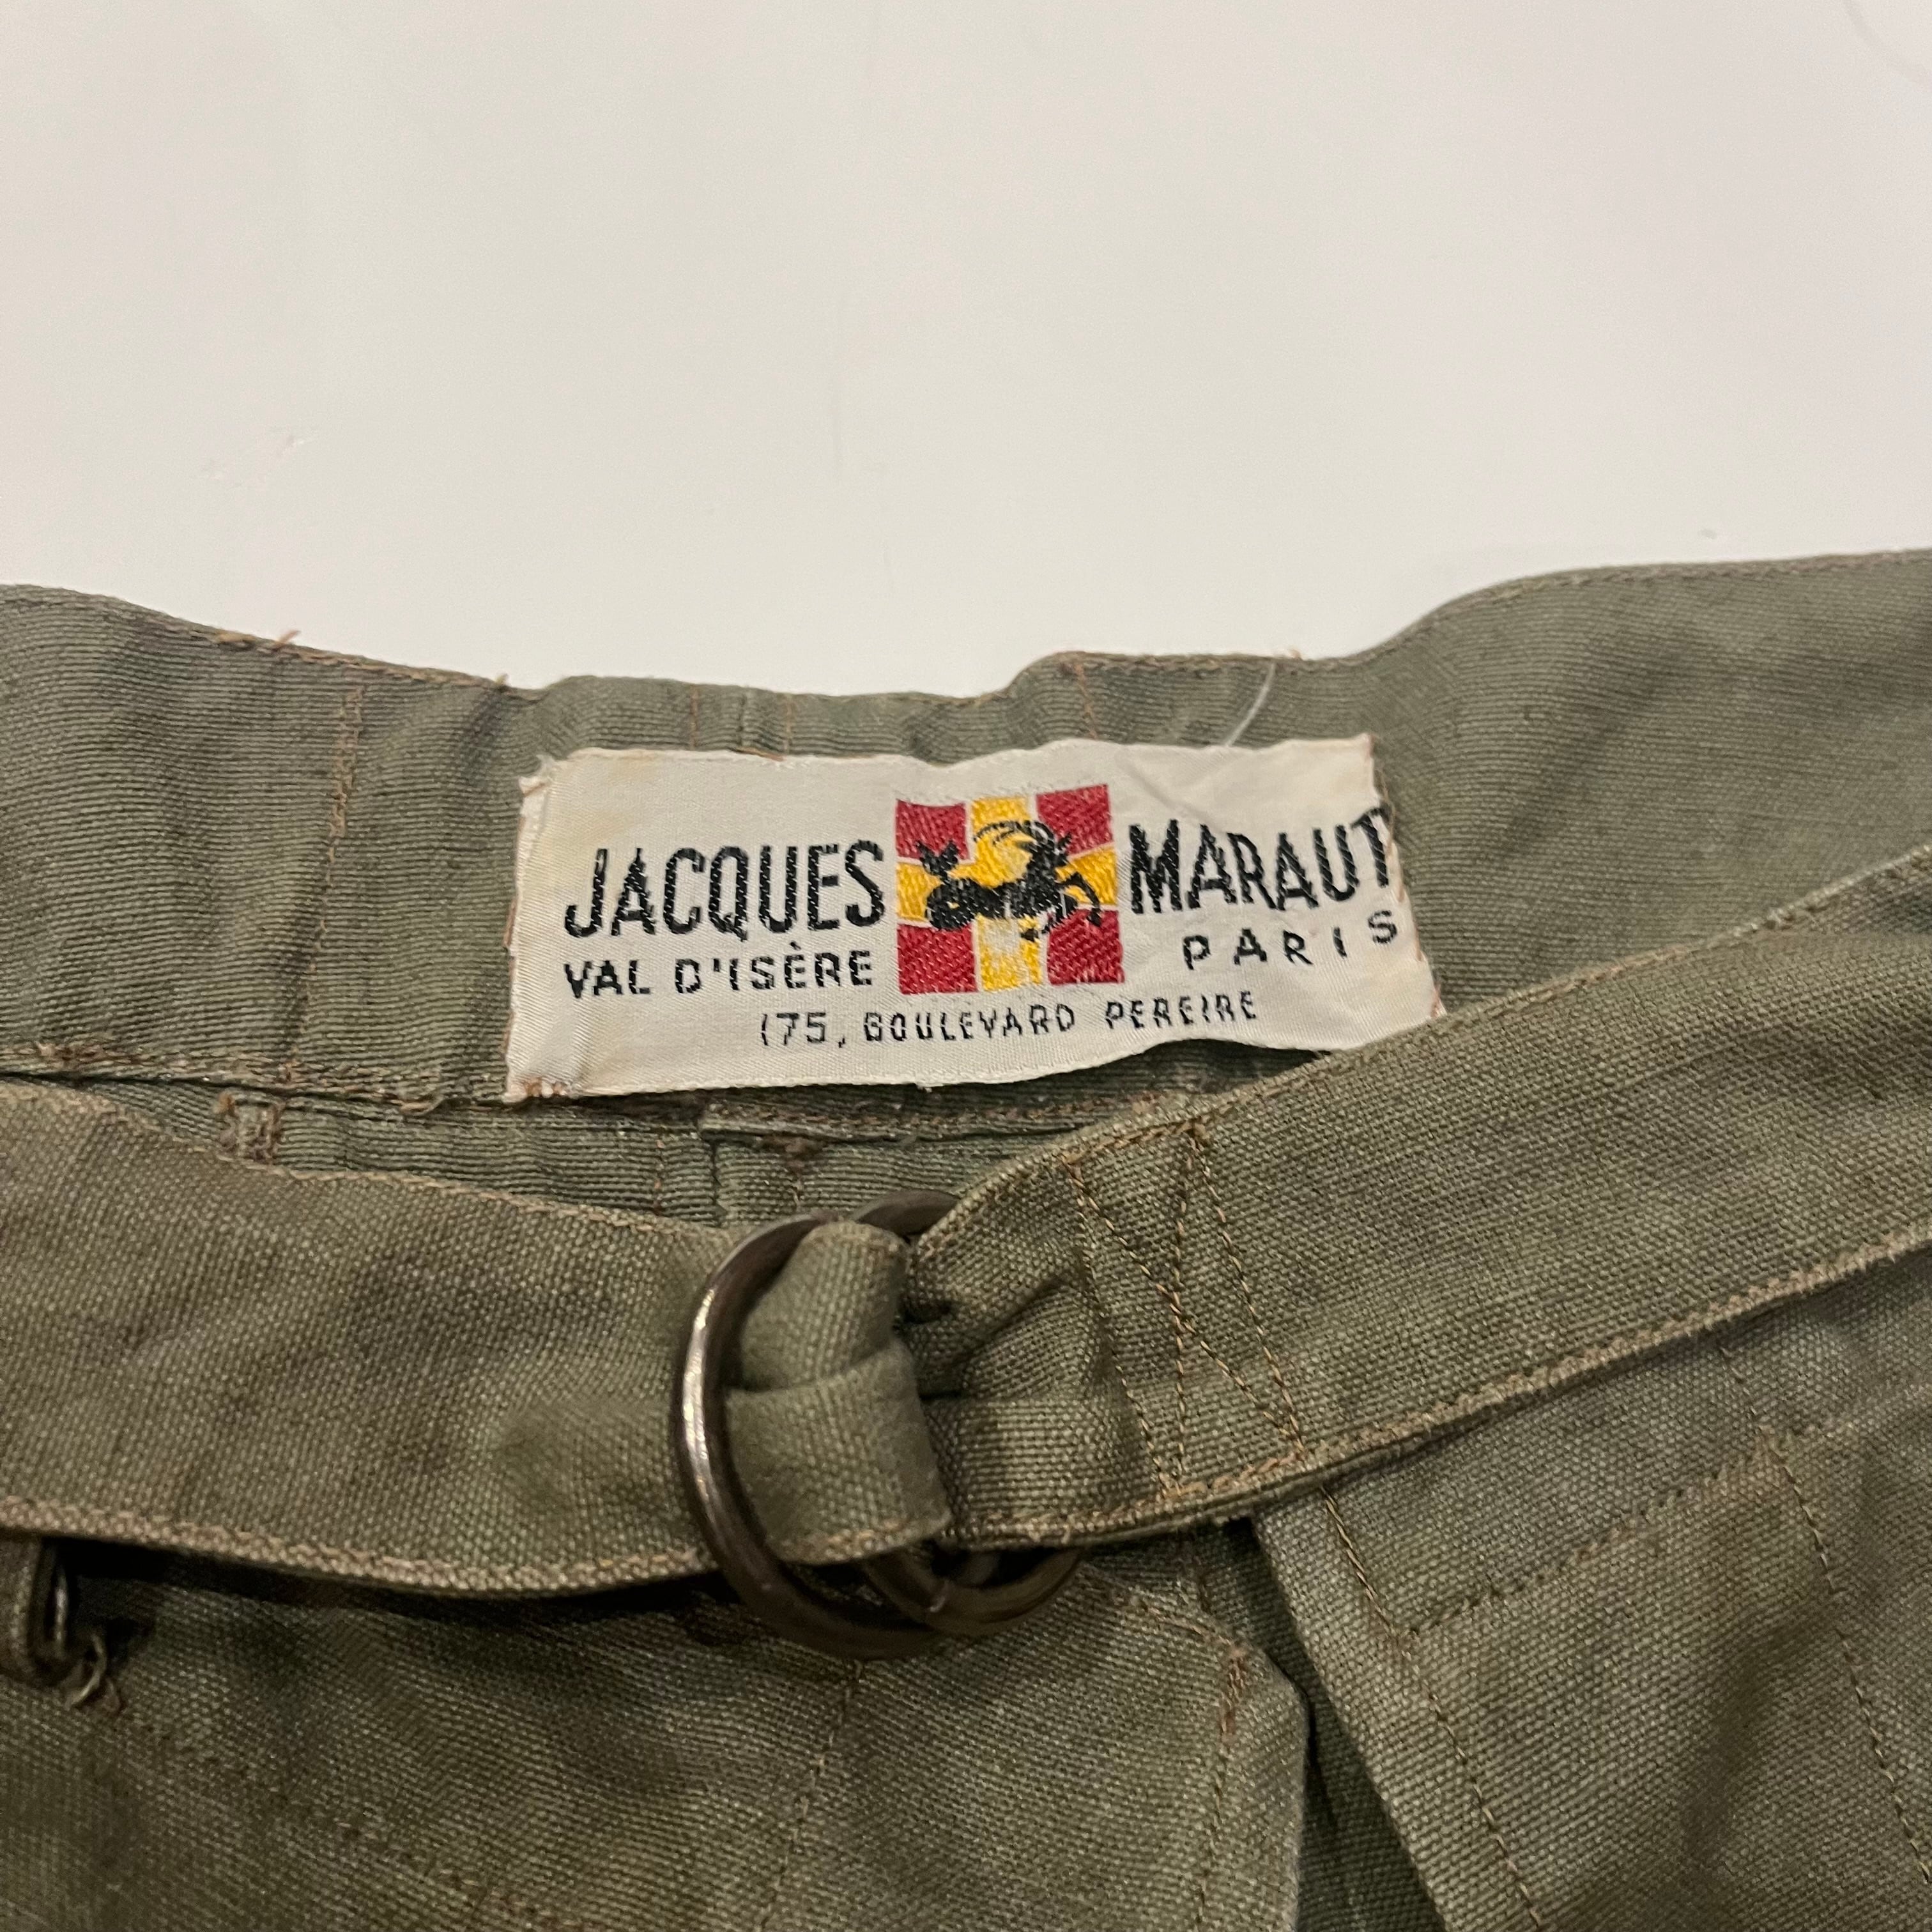 JACQUES MARAUT
VAL D'ISÈRE PARIS
175, BOULEVARD PEREIRE